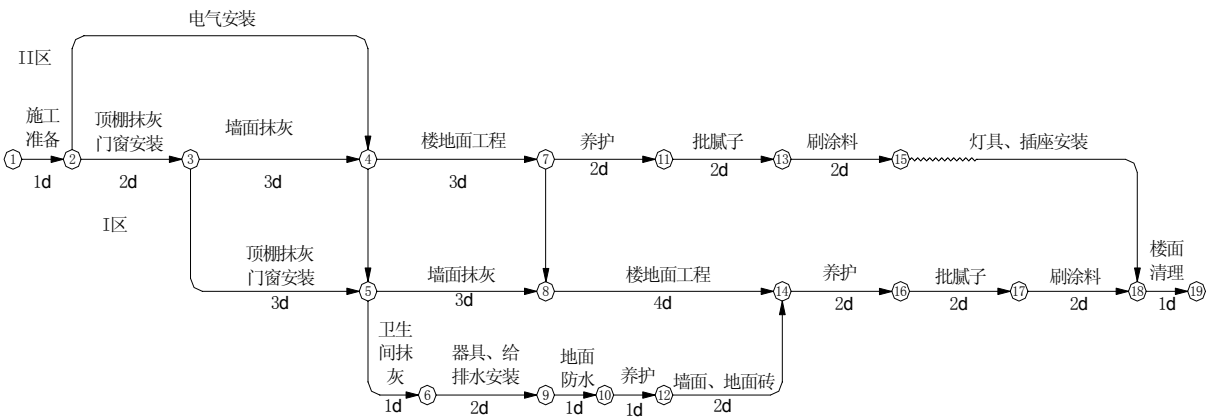 电气安装
II区
施工
准备
顶棚抹灰
门窗安装
墙面抹灰
楼地面工程
养护
批腻子
刷涂料
灯具、插座安装
① ② ③ ④ ⑦ ⑪ ⑬ ⑮
1d 2d 3d 3d 2d 2d 2d
I区
顶棚抹灰
门窗安装
墙面抹灰
楼地面工程
养护
批腻子
刷涂料
楼面
清理
⑤ ⑧ ⑭ ⑯ ⑰ ⑱ ⑲
3d 3d 4d 2d 2d 2d 1d
卫生
间抹
灰
器具、给
排水安装
地面
防水
养护
墙面、地面砖
⑥ ⑨ ⑩ ⑫
1d 2d 1d 1d 2d